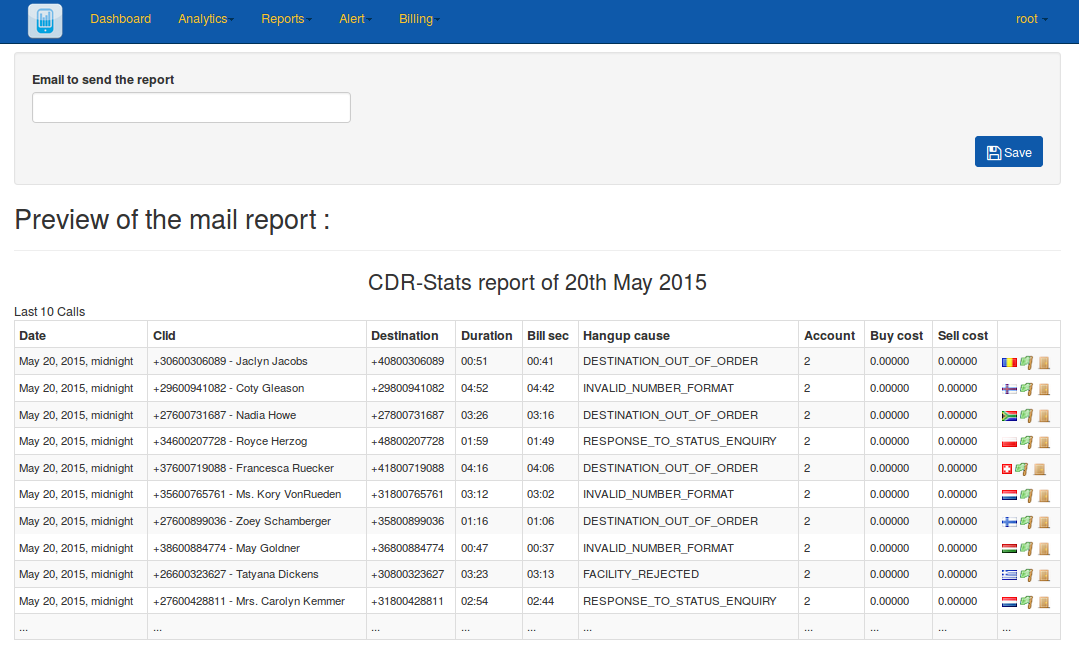 Dashboard Analytics Reports Alert Billing root
Email to send the report
Save
Preview of the mail report :
CDR-Stats report of 20th May 2015
Last 10 Calls
Date Clid Destination Duration Bill sec Hangup cause Account Buy cost Sell cost
May 20, 2015, midnight +30600306089 - Jaclyn Jacobs +40800306089 00:51 00:41 DESTINATION_OUT_OF_ORDER 2 0.00000 0.00000
May 20, 2015, midnight +29600941082 - Coty Gleason +29800941082 04:52 04:42 INVALID_NUMBER_FORMAT 2 0.00000 0.00000
May 20, 2015, midnight +27600731687 - Nadia Howe +27800731687 03:26 03:16 DESTINATION_OUT_OF_ORDER 2 0.00000 0.00000
May 20, 2015, midnight +34600207728 - Royce Herzog +48800207728 01:59 01:49 RESPONSE_TO_STATUS_ENQUIRY 2 0.00000 0.00000
May 20, 2015, midnight +37600719088 - Francesca Ruecker +41800719088 04:16 04:06 DESTINATION_OUT_OF_ORDER 2 0.00000 0.00000
May 20, 2015, midnight +35600765761 - Ms. Kory VonRueden +31800765761 03:12 03:02 INVALID_NUMBER_FORMAT 2 0.00000 0.00000
May 20, 2015, midnight +27600899036 - Zoey Schamberger +35800899036 01:16 01:06 DESTINATION_OUT_OF_ORDER 2 0.00000 0.00000
May 20, 2015, midnight +38600884774 - May Goldner +36800884774 00:47 00:37 INVALID_NUMBER_FORMAT 2 0.00000 0.00000
May 20, 2015, midnight +26600323627 - Tatyana Dickens +30800323627 03:23 03:13 FACILITY_REJECTED 2 0.00000 0.00000
May 20, 2015, midnight +27600428811 - Mrs. Carolyn Kemmer +31800428811 02:54 02:44 RESPONSE_TO_STATUS_ENQUIRY 2 0.00000 0.00000
... ... ... ... ... ... ... ... ... ...